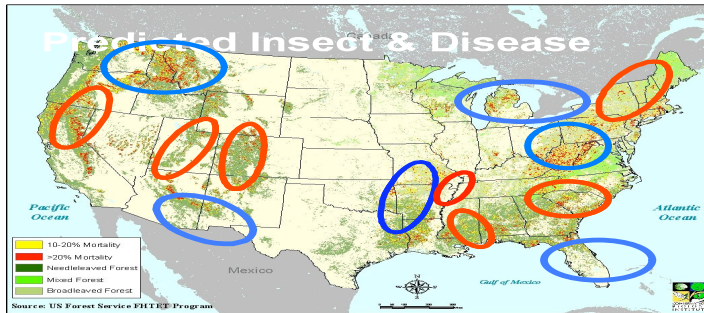 Predicted Insect & Disease
Canada
Pacific
Ocean
Atlantic
Ocean
10-20% Mortality
>20% Mortality
Needleleaved Forest
Mixed Forest
Broadleaved Forest
Mexico
Gulf of Mexico
Source: US Forest Service FHTET Program